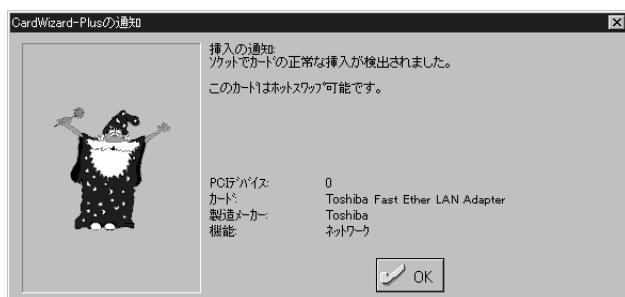 CardWizard-Plusの通知
挿入の通知:
ｿｹｯﾄでｶｰﾄﾞの正常な挿入が検出されました。
このｶｰﾄﾞはﾎｯﾄｽﾜｯﾌﾟ可能です。
PCIﾃﾞﾊﾞｲｽ: 0
ｶｰﾄﾞ: Toshiba Fast Ether LAN Adapter
製造ﾒｰｶｰ: Toshiba
機能: ﾈｯﾄﾜｰｸ
OK